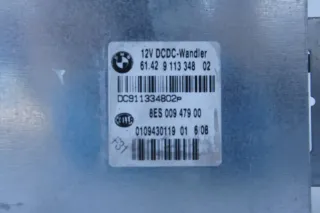 12V DCDC-Wandler
61.42 9 113 348 02
DC911334802P
8ES 009 479 00
0109430119 01 6 08